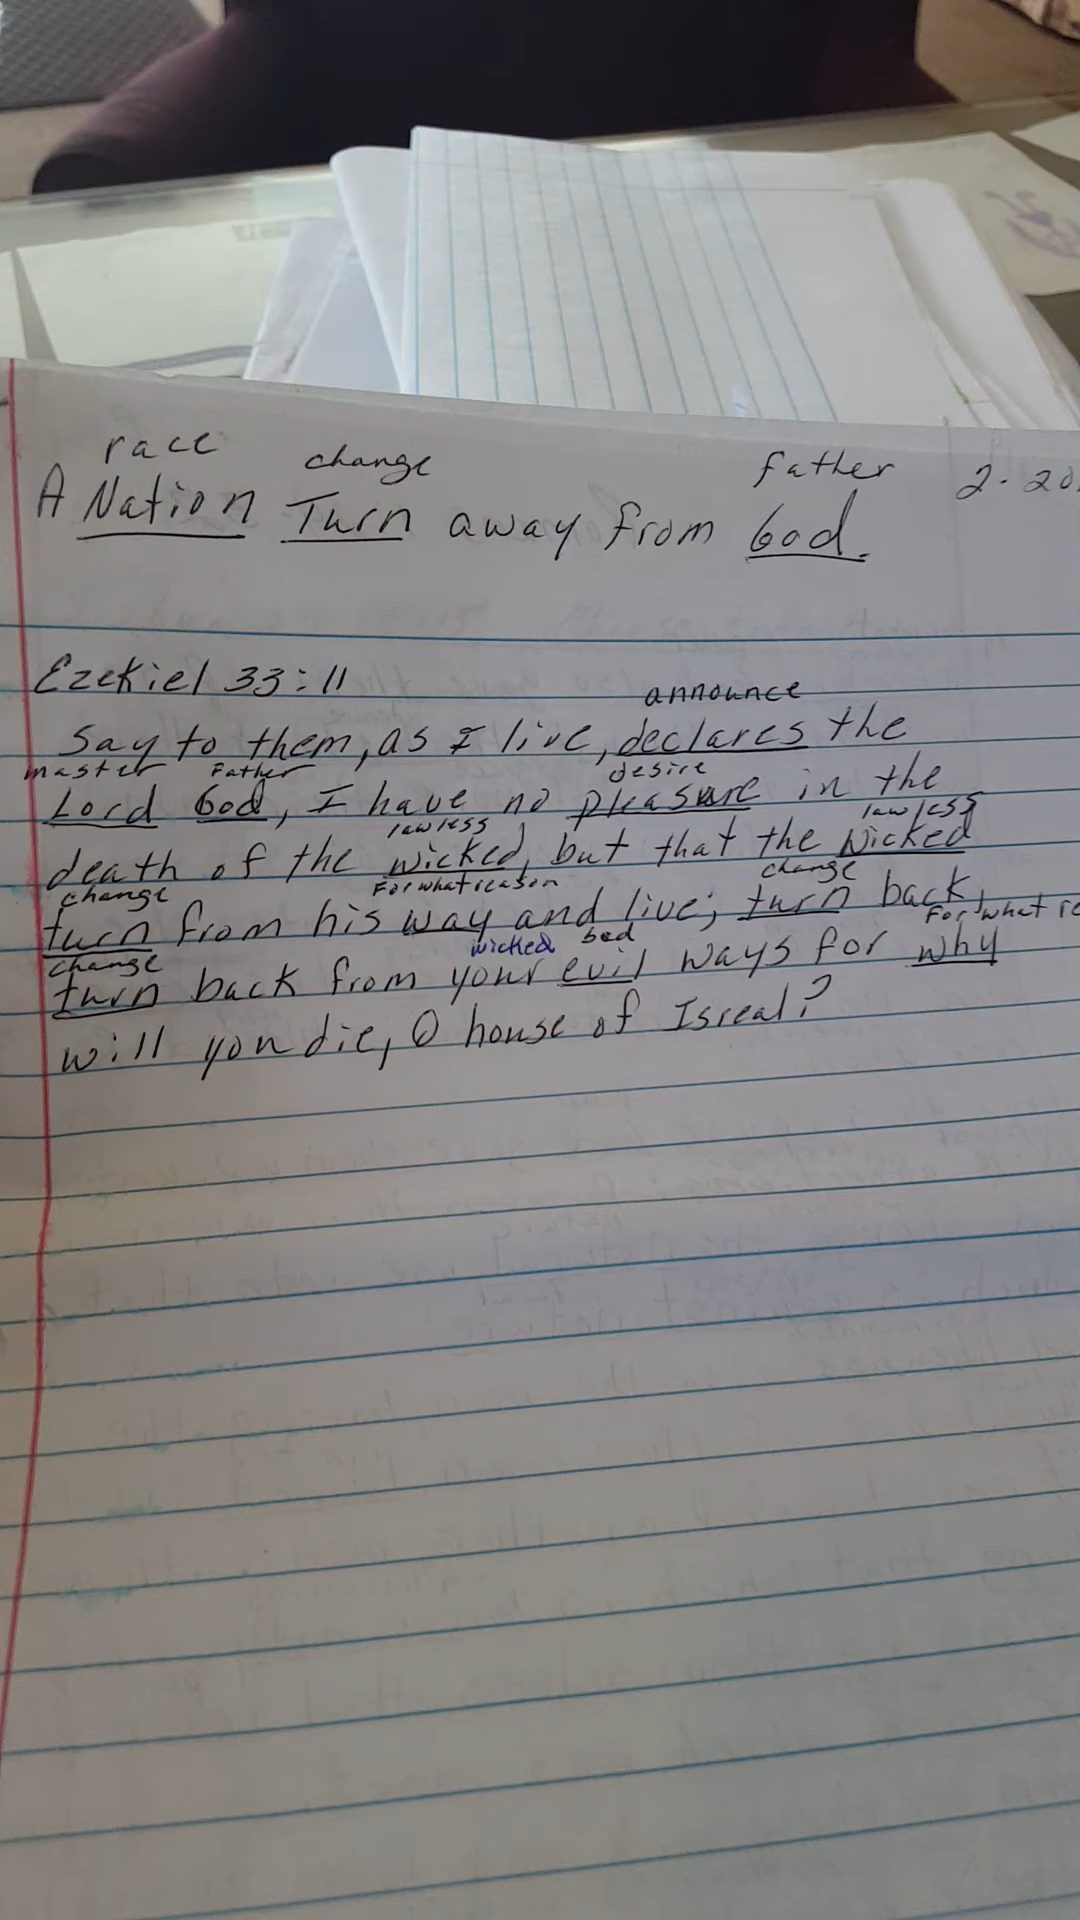 race change father 2-20
A Nation Turn away from God.
Ezekiel 33:11
announce
Say to them, as I live, declares the
master Father desire
Lord God, I have no pleasure in the
lawless lawless
death of the wicked, but that the wicked
change For what reason change
turn from his way and live; turn back,
change wicked bad For what re
turn back from your evil ways for why
will you die, O house of Isreal?